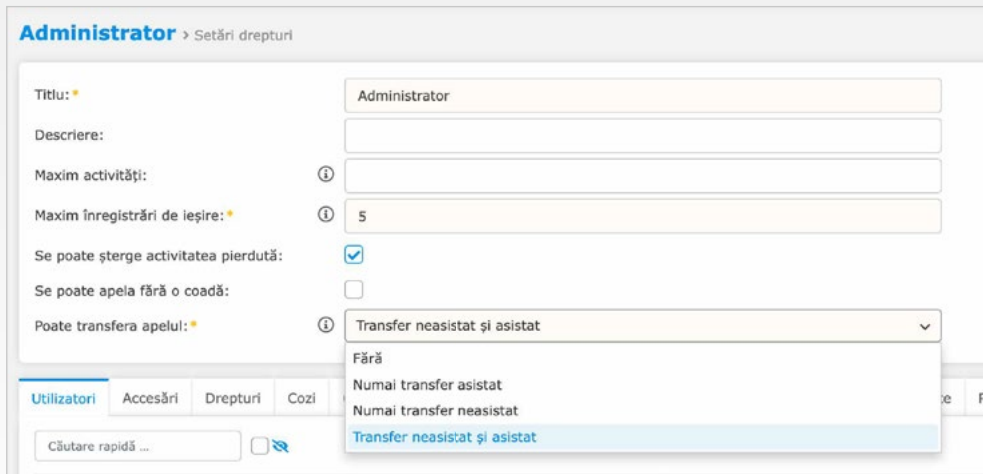 Administrator › Setări drepturi
Titlu:* Administrator
Descriere:
Maxim activități:
Maxim înregistrări de ieșire:* 5
Se poate șterge activitatea pierdută:
Se poate apela fără o coadă:
Poate transfera apelul:* Transfer neasistat și asistat
Fără
Numai transfer asistat
Numai transfer neasistat
Transfer neasistat și asistat
Utilizatori Accesări Drepturi Cozi
Căutare rapidă ...